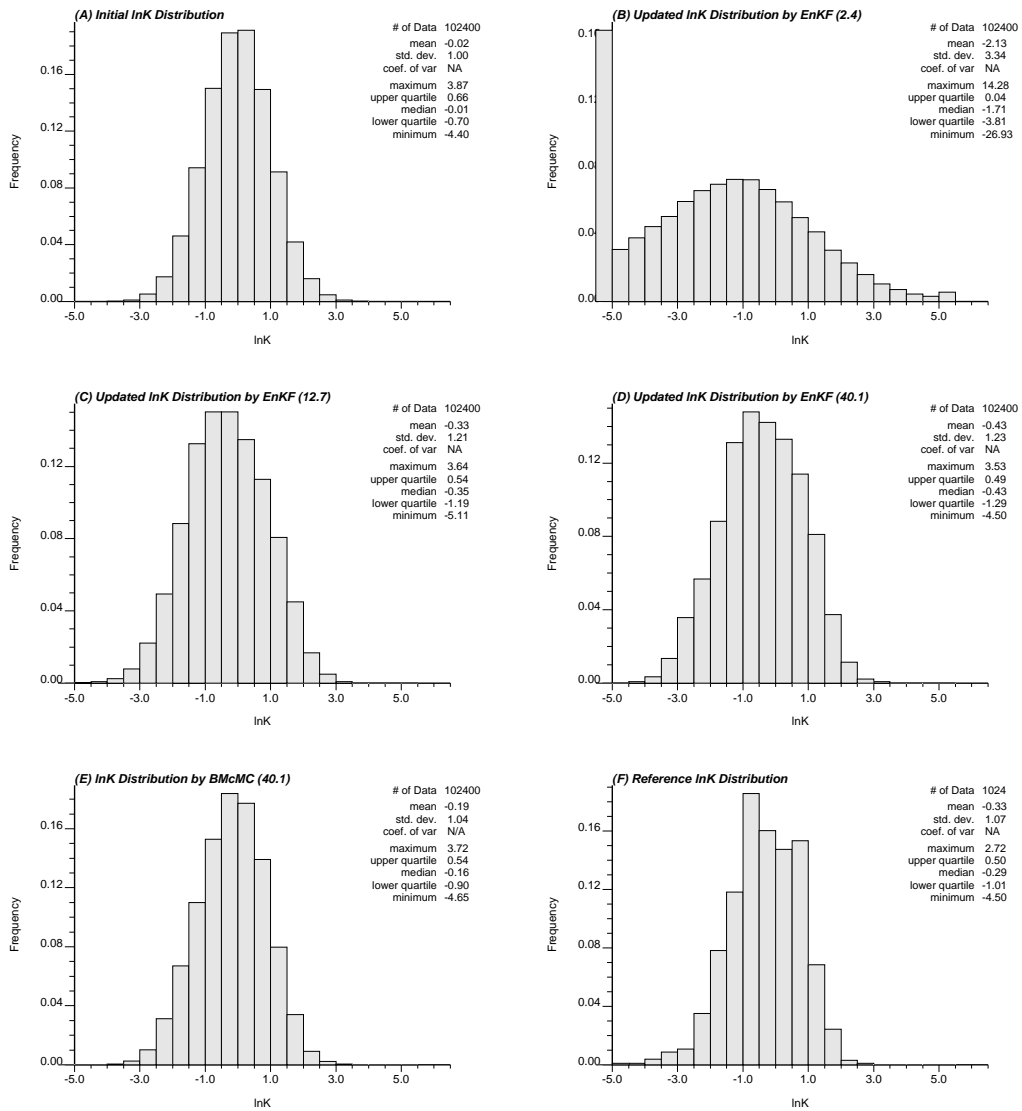 (A) Initial lnK Distribution
# of Data 102400
mean -0.02
std. dev. 1.00
coef. of var NA
maximum 3.87
upper quartile 0.66
median -0.01
lower quartile -0.70
minimum -4.40
Frequency
0.16
0.12
0.08
0.04
0.00
-5.0 -3.0 -1.0 1.0 3.0 5.0
lnK
(B) Updated lnK Distribution by EnKF (2.4)
# of Data 102400
mean -2.13
std. dev. 3.34
coef. of var NA
maximum 14.28
upper quartile 0.04
median -1.71
lower quartile -3.81
minimum -26.93
Frequency
0.16
0.12
0.08
0.04
0.00
-5.0 -3.0 -1.0 1.0 3.0 5.0
lnK
(C) Updated lnK Distribution by EnKF (12.7)
# of Data 102400
mean -0.33
std. dev. 1.21
coef. of var NA
maximum 3.64
upper quartile 0.54
median -0.35
lower quartile -1.19
minimum -5.11
Frequency
0.12
0.08
0.04
0.00
-5.0 -3.0 -1.0 1.0 3.0 5.0
lnK
(D) Updated lnK Distribution by EnKF (40.1)
# of Data 102400
mean -0.43
std. dev. 1.23
coef. of var NA
maximum 3.53
upper quartile 0.49
median -0.43
lower quartile -1.29
minimum -4.50
Frequency
0.12
0.08
0.04
0.00
-5.0 -3.0 -1.0 1.0 3.0 5.0
lnK
(E) lnK Distribution by BMcMC (40.1)
# of Data 102400
mean -0.19
std. dev. 1.04
coef. of var N/A
maximum 3.72
upper quartile 0.54
median -0.16
lower quartile -0.90
minimum -4.65
Frequency
0.16
0.12
0.08
0.04
0.00
-5.0 -3.0 -1.0 1.0 3.0 5.0
lnK
(F) Reference lnK Distribution
# of Data 1024
mean -0.33
std. dev. 1.07
coef. of var NA
maximum 2.72
upper quartile 0.50
median -0.29
lower quartile -1.01
minimum -4.50
Frequency
0.16
0.12
0.08
0.04
0.00
-5.0 -3.0 -1.0 1.0 3.0 5.0
lnK